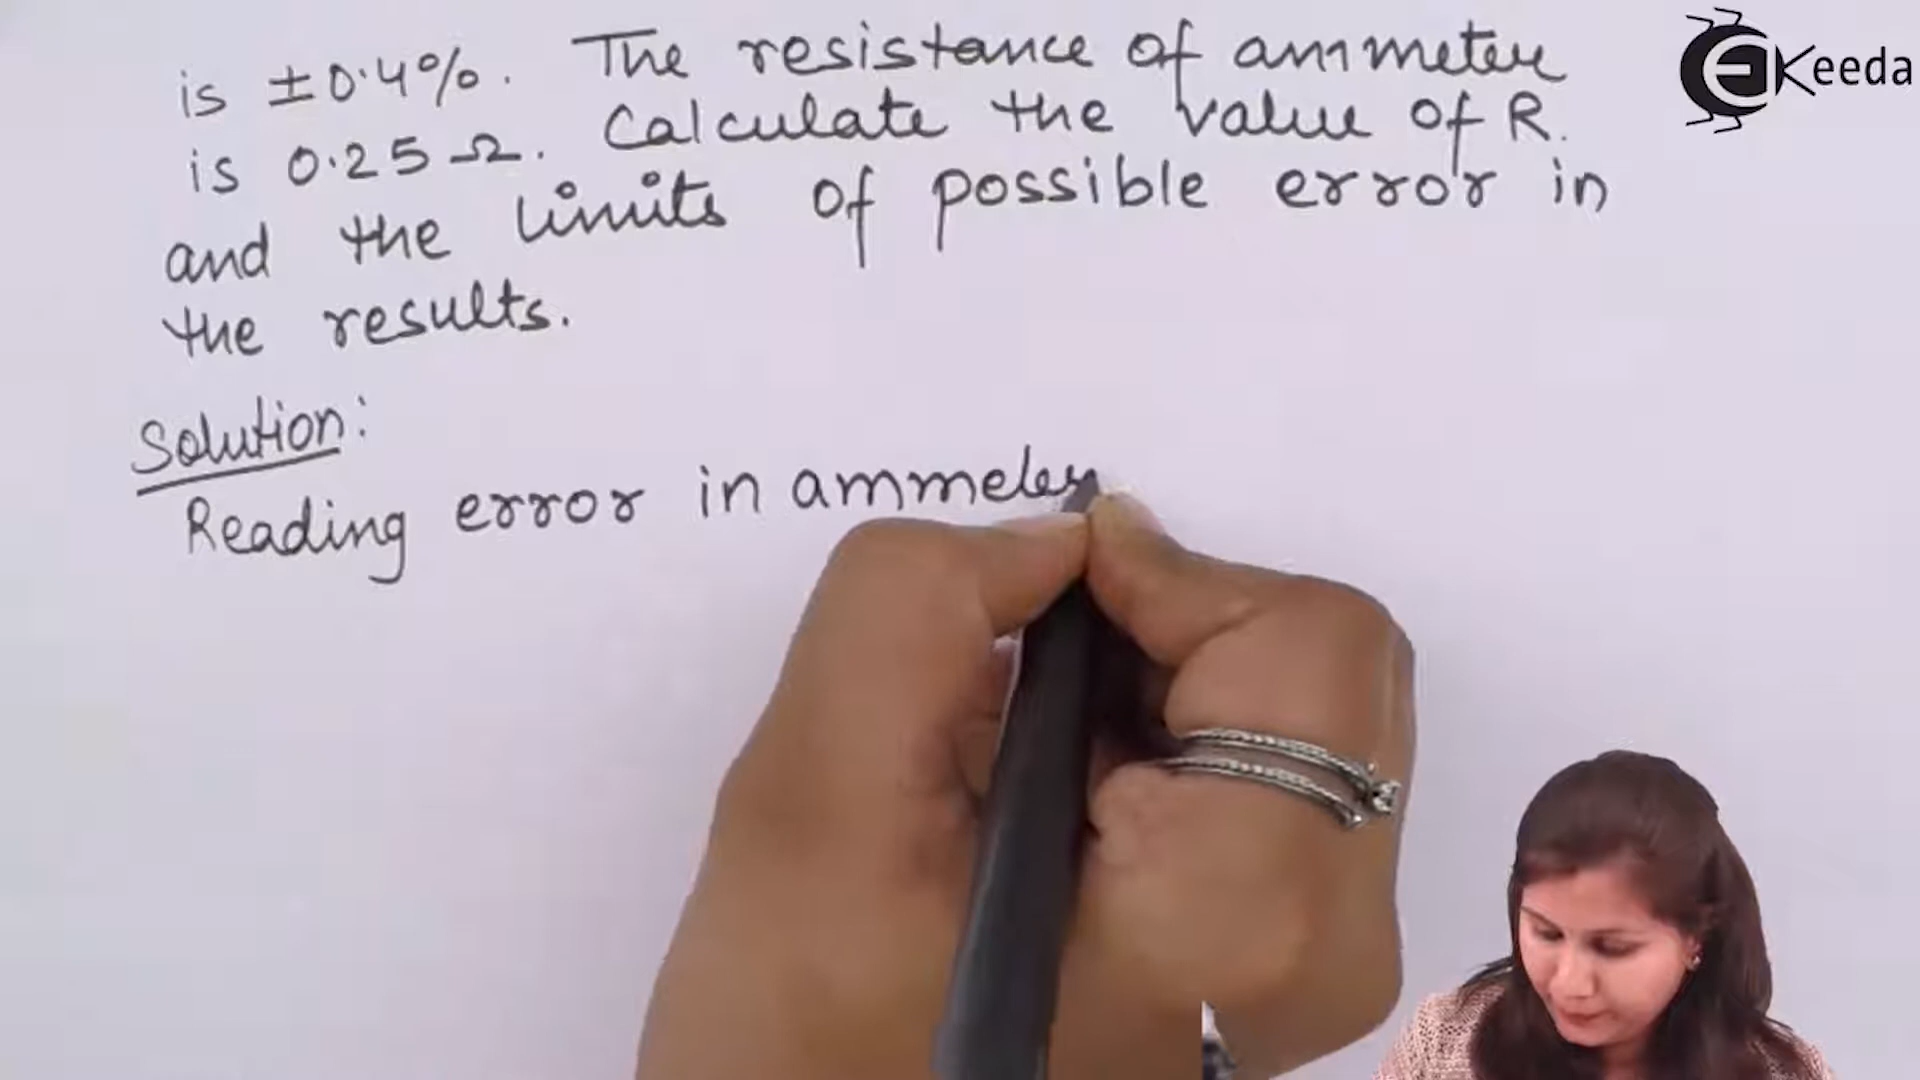 is ±0.4%. The resistance of ammeter
is 0.25 Ω. Calculate the value of R.
and the limits of possible error in
the results.
Solution:
Reading error in ammeter
EKeeda